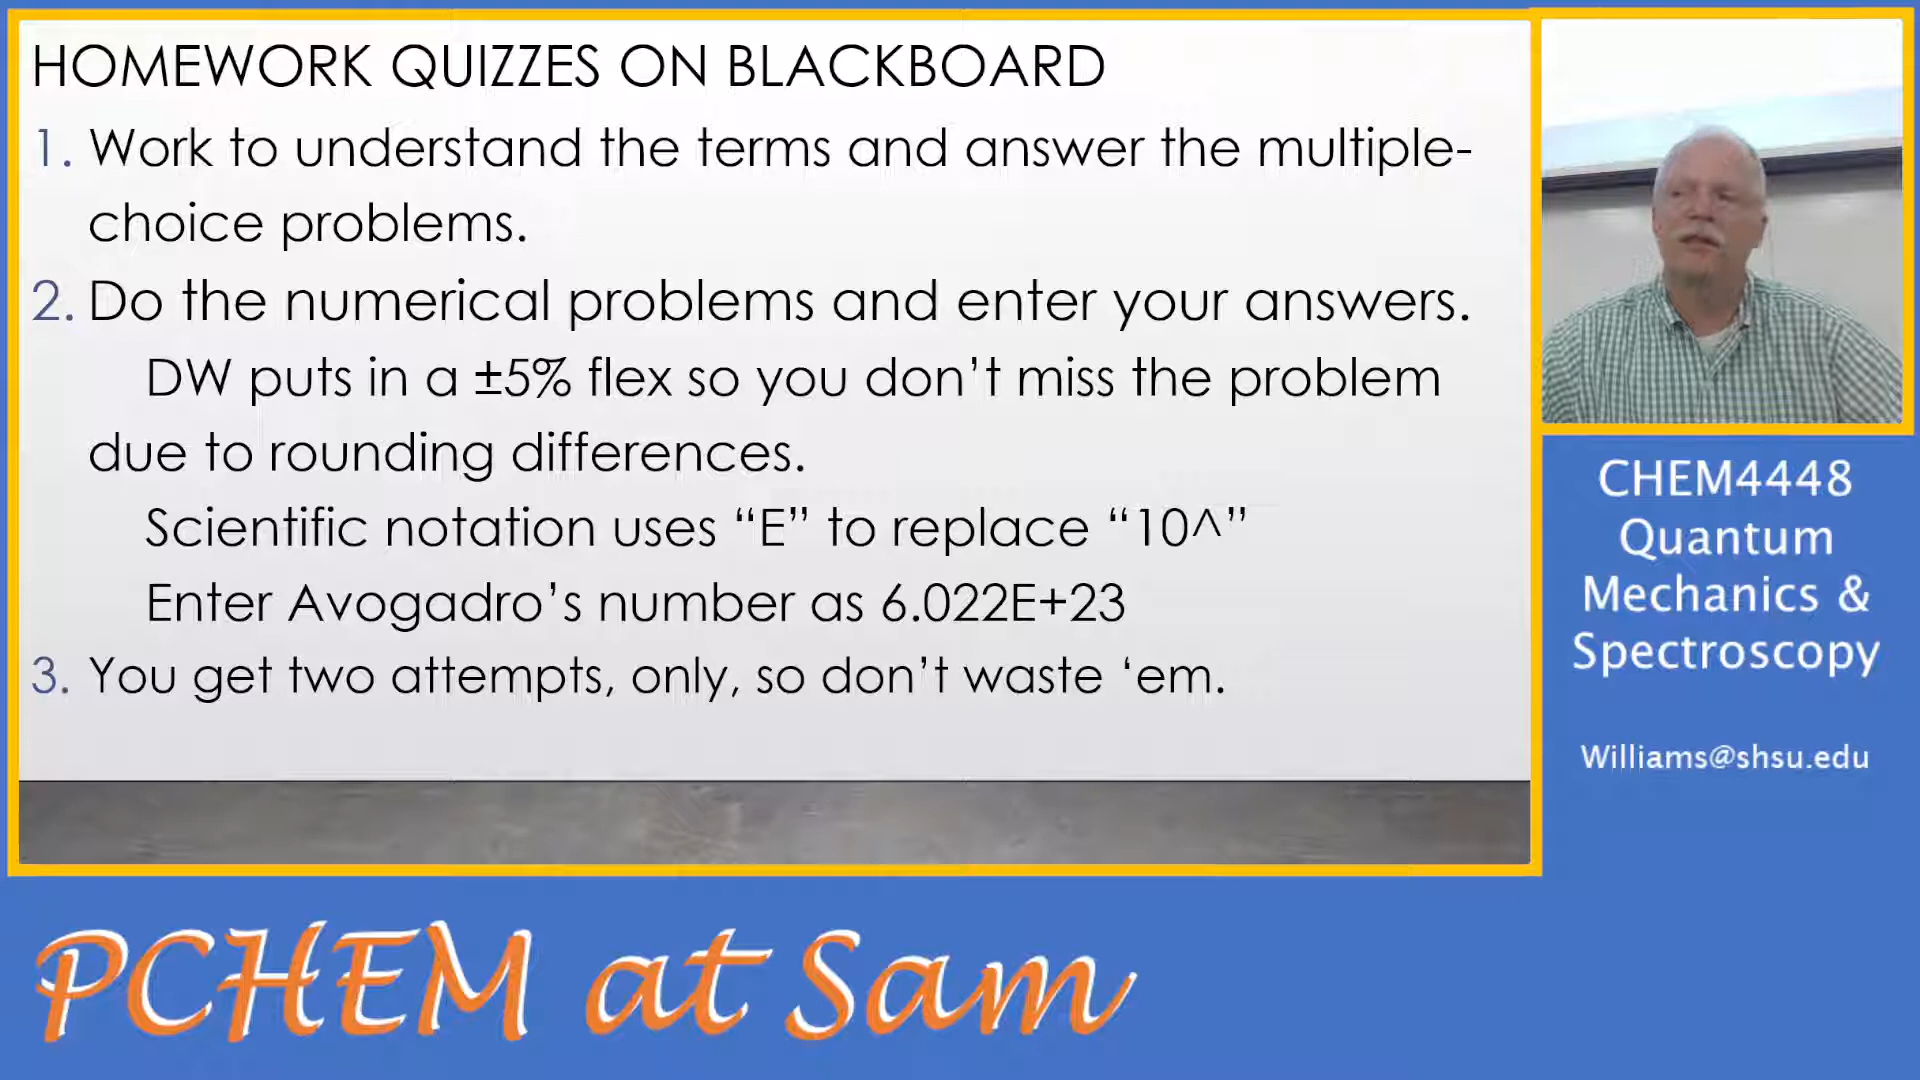 HOMEWORK QUIZZES ON BLACKBOARD
1. Work to understand the terms and answer the multiple-
choice problems.
2. Do the numerical problems and enter your answers.
DW puts in a ±5% flex so you don’t miss the problem
due to rounding differences.
Scientific notation uses “E” to replace “10^”
Enter Avogadro’s number as 6.022E+23
3. You get two attempts, only, so don’t waste ‘em.
CHEM4448
Quantum
Mechanics &
Spectroscopy
Williams@shsu.edu
PCHEM at Sam